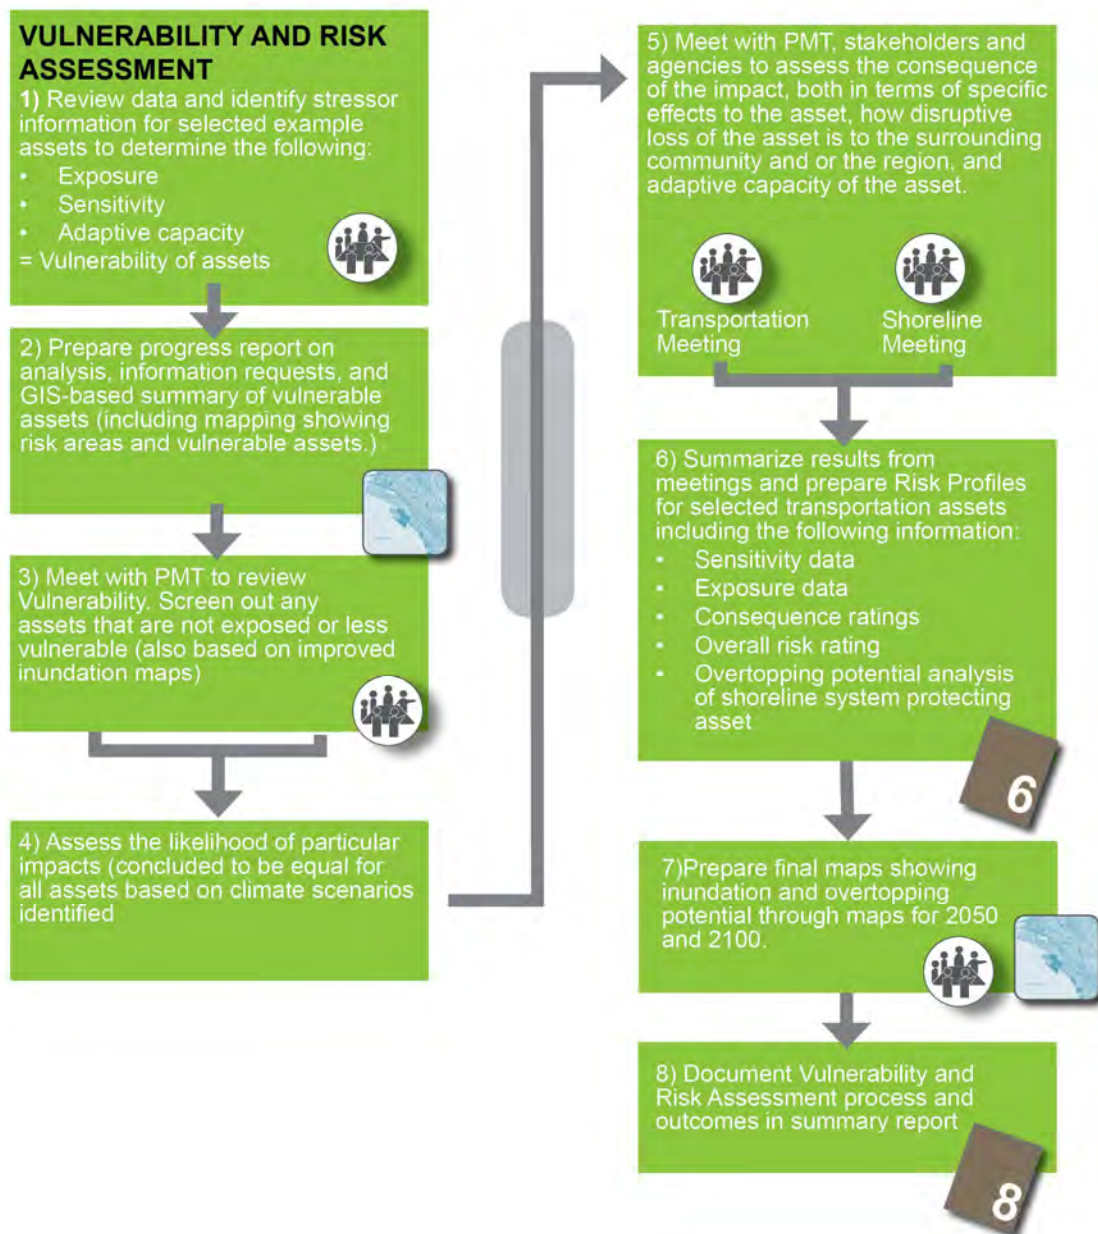 VULNERABILITY AND RISK
ASSESSMENT
1) Review data and identify stressor
information for selected example
assets to determine the following:
• Exposure
• Sensitivity
• Adaptive capacity
= Vulnerability of assets
2) Prepare progress report on
analysis, information requests, and
GIS-based summary of vulnerable
assets (including mapping showing
risk areas and vulnerable assets.)
3) Meet with PMT to review
Vulnerability. Screen out any
assets that are not exposed or less
vulnerable (also based on improved
inundation maps)
4) Assess the likelihood of particular
impacts (concluded to be equal for
all assets based on climate scenarios
identified
5) Meet with PMT, stakeholders and
agencies to assess the consequence
of the impact, both in terms of specific
effects to the asset, how disruptive
loss of the asset is to the surrounding
community and or the region, and
adaptive capacity of the asset.
Transportation
Meeting
Shoreline
Meeting
6) Summarize results from
meetings and prepare Risk Profiles
for selected transportation assets
including the following information:
• Sensitivity data
• Exposure data
• Consequence ratings
• Overall risk rating
• Overtopping potential analysis
of shoreline system protecting
asset
6
7)Prepare final maps showing
inundation and overtopping
potential through maps for 2050
and 2100.
8) Document Vulnerability and
Risk Assessment process and
outcomes in summary report
8